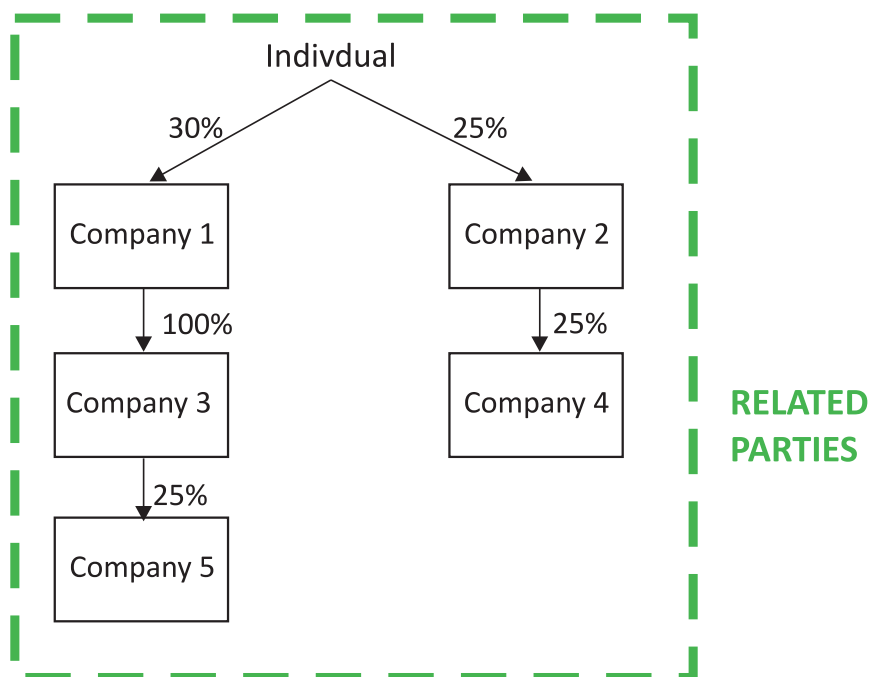 Indivdual
30%
25%
Company 1
Company 2
100%
25%
Company 3
Company 4
RELATED
PARTIES
25%
Company 5